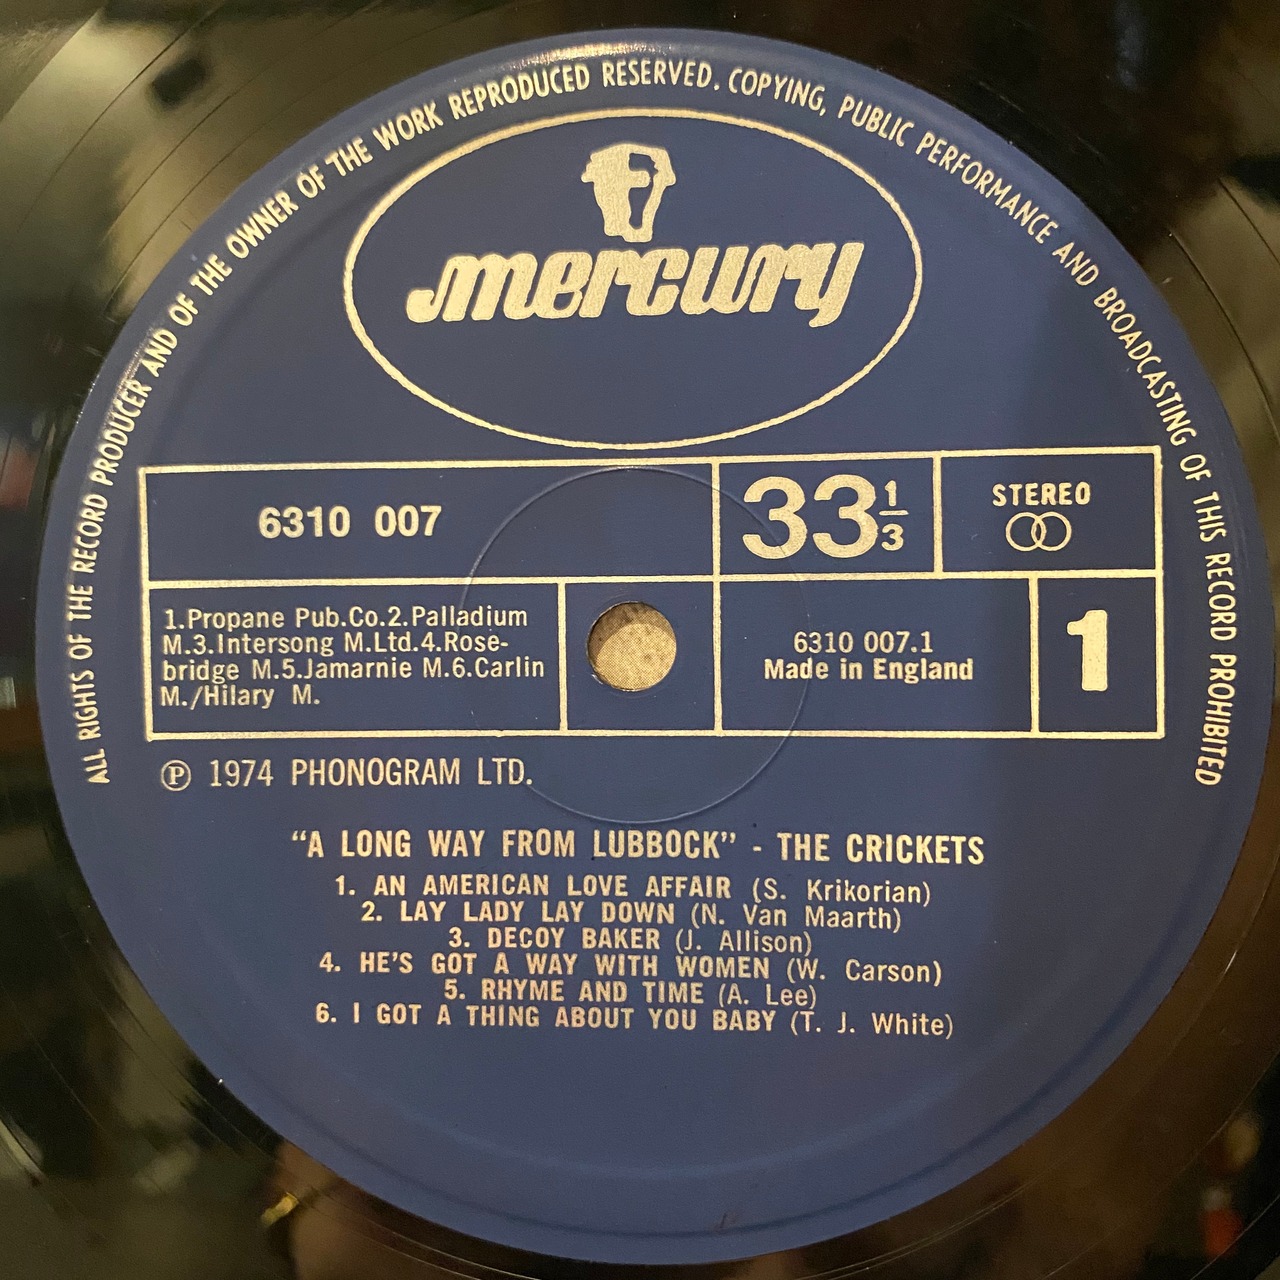 ALL RIGHTS OF THE RECORD PRODUCER AND OF THE OWNER OF THE WORK REPRODUCED RESERVED. COPYING, PUBLIC PERFORMANCE AND BROADCASTING OF THIS RECORD PROHIBITED
mercury
6310 007
33 1/3
STEREO
1.Propane Pub.Co.2.Palladium
M.3.Intersong M.Ltd.4.Rose-
bridge M.5.Jamarnie M.6.Carlin
M./Hilary M.
6310 007.1
Made in England
1
Ⓟ 1974 PHONOGRAM LTD.
"A LONG WAY FROM LUBBOCK" - THE CRICKETS
1. AN AMERICAN LOVE AFFAIR (S. Krikorian)
2. LAY LADY LAY DOWN (N. Van Maarth)
3. DECOY BAKER (J. Allison)
4. HE'S GOT A WAY WITH WOMEN (W. Carson)
5. RHYME AND TIME (A. Lee)
6. I GOT A THING ABOUT YOU BABY (T. J. White)